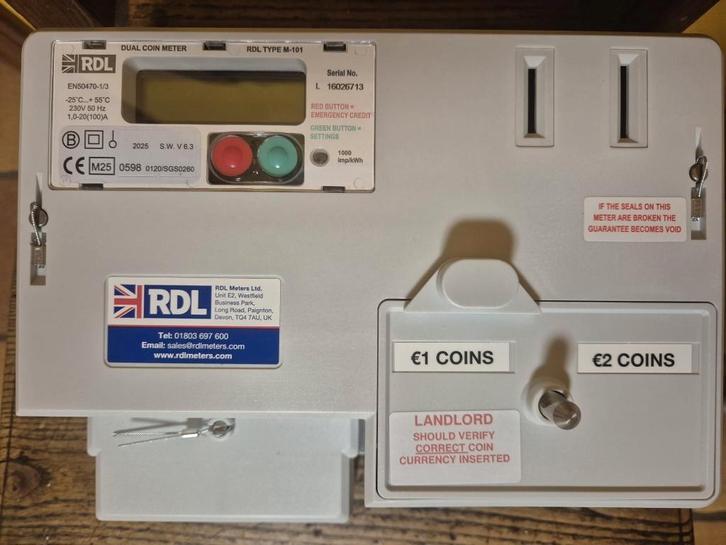 DUAL COIN METER
RDL TYPE M-101
RDL
EN50470-1/3
-25°C...+ 55°C
230V 50 Hz
1,0-20(100)A
Serial No.
L 16026713
RED BUTTON =
EMERGENCY CREDIT
GREEN BUTTON =
SETTINGS
1000
imp/kWh
B
2025 S.W. V 6.3
CE M25 0598 0120/SGS0260
IF THE SEALS ON THIS
METER ARE BROKEN THE
GUARANTEE BECOMES VOID
RDL
RDL Meters Ltd.
Unit E2, Westfield
Business Park,
Long Road, Paignton,
Devon, TQ4 7AU, UK
Tel: 01803 697 600
Email: sales@rdlmeters.com
www.rdlmeters.com
€1 COINS
€2 COINS
LANDLORD
SHOULD VERIFY
CORRECT COIN
CURRENCY INSERTED